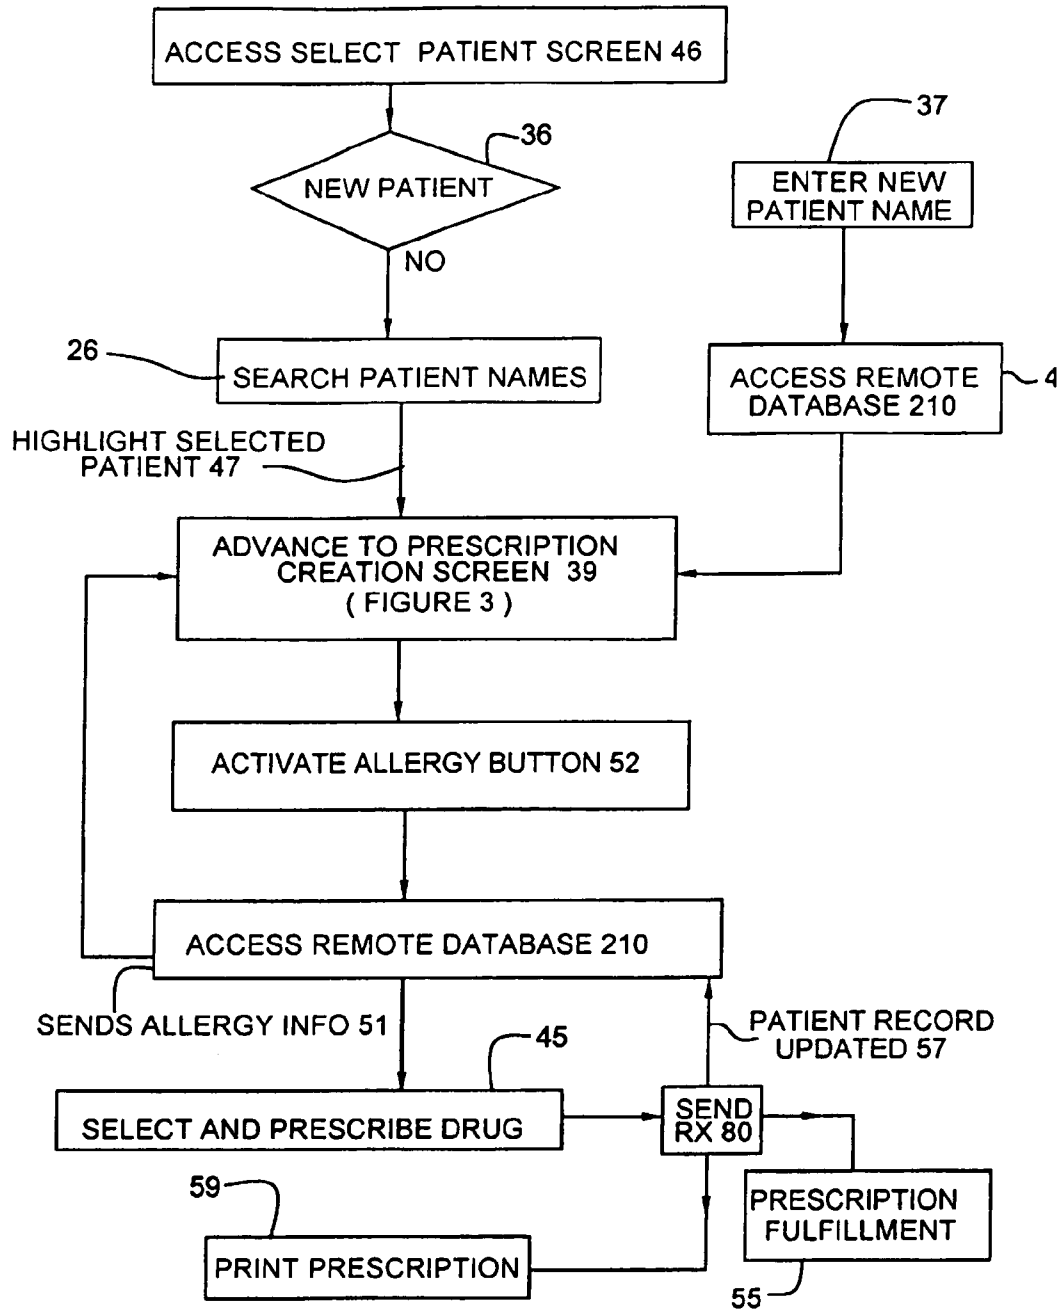 ACCESS SELECT PATIENT SCREEN 46
36
37
NEW PATIENT
ENTER NEW
PATIENT NAME
NO
26
SEARCH PATIENT NAMES
ACCESS REMOTE
DATABASE 210
4
HIGHLIGHT SELECTED
PATIENT 47
ADVANCE TO PRESCRIPTION
CREATION SCREEN 39
( FIGURE 3 )
ACTIVATE ALLERGY BUTTON 52
ACCESS REMOTE DATABASE 210
SENDS ALLERGY INFO 51
PATIENT RECORD
UPDATED 57
45
SELECT AND PRESCRIBE DRUG
SEND
RX 80
59
PRINT PRESCRIPTION
PRESCRIPTION
FULFILLMENT
55